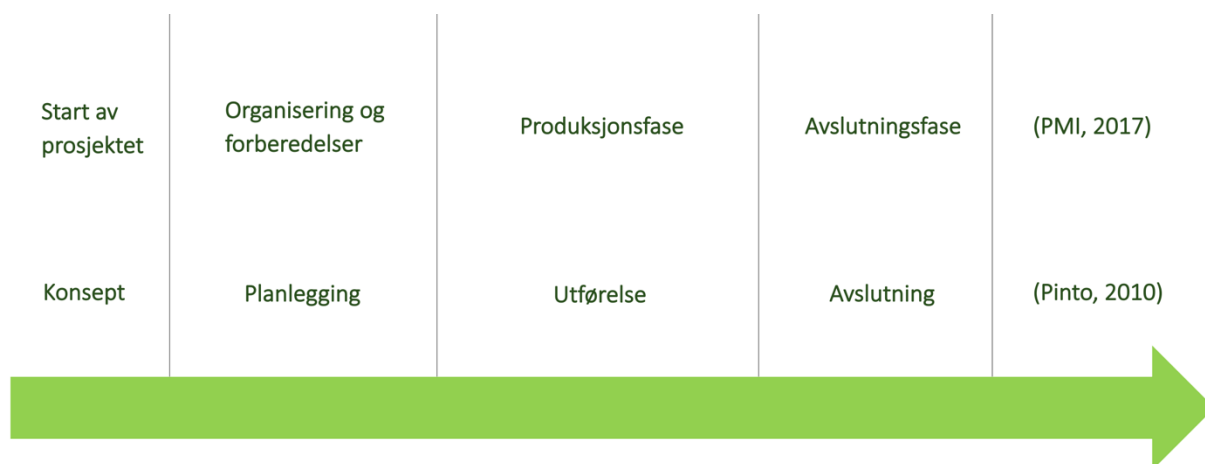 Start av
prosjektet
Organisering og
forberedelser
Produksjonsfase
Avslutningsfase
(PMI, 2017)
Konsept
Planlegging
Utførelse
Avslutning
(Pinto, 2010)